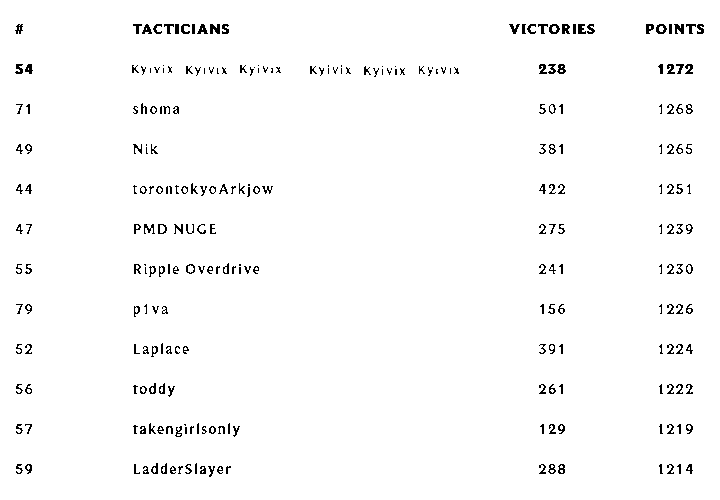 # TACTICIANS VICTORIES POINTS
54 Kyivix Kyivix Kyivix Kyivix Kyivix Kyivix 238 1272
71 shoma 501 1268
49 Nik 381 1265
44 torontokyoArkjow 422 1251
47 PMD NUGE 275 1239
55 Ripple Overdrive 241 1230
79 p1va 156 1226
52 Laplace 391 1224
56 toddy 261 1222
57 takengirlsonly 129 1219
59 LadderSlayer 288 1214